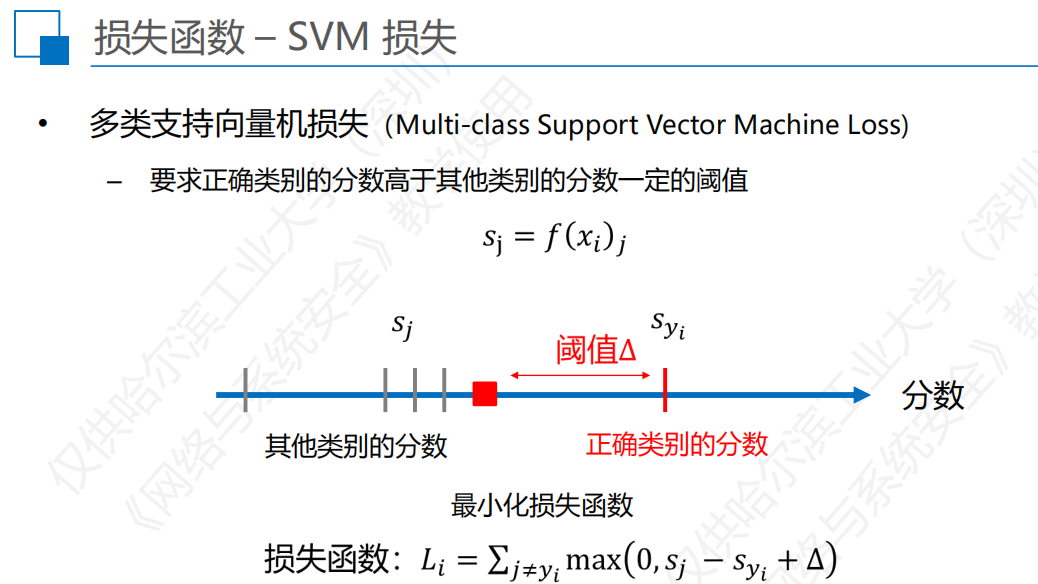 损失函数 – SVM 损失
• 多类支持向量机损失（Multi-class Support Vector Machine Loss)
– 要求正确类别的分数高于其他类别的分数一定的阈值
s_j = f(x_i)_j
s_j
s_{y_i}
阈值Δ
分数
其他类别的分数
正确类别的分数
最小化损失函数
损失函数：L_i = ∑_{j≠y_i} max(0, s_j − s_{y_i} + Δ)
仅供哈尔滨工业大学（深圳）
《网络与系统安全》教学使用
仅供哈尔滨工业大学（深圳
网络与系统安全》教